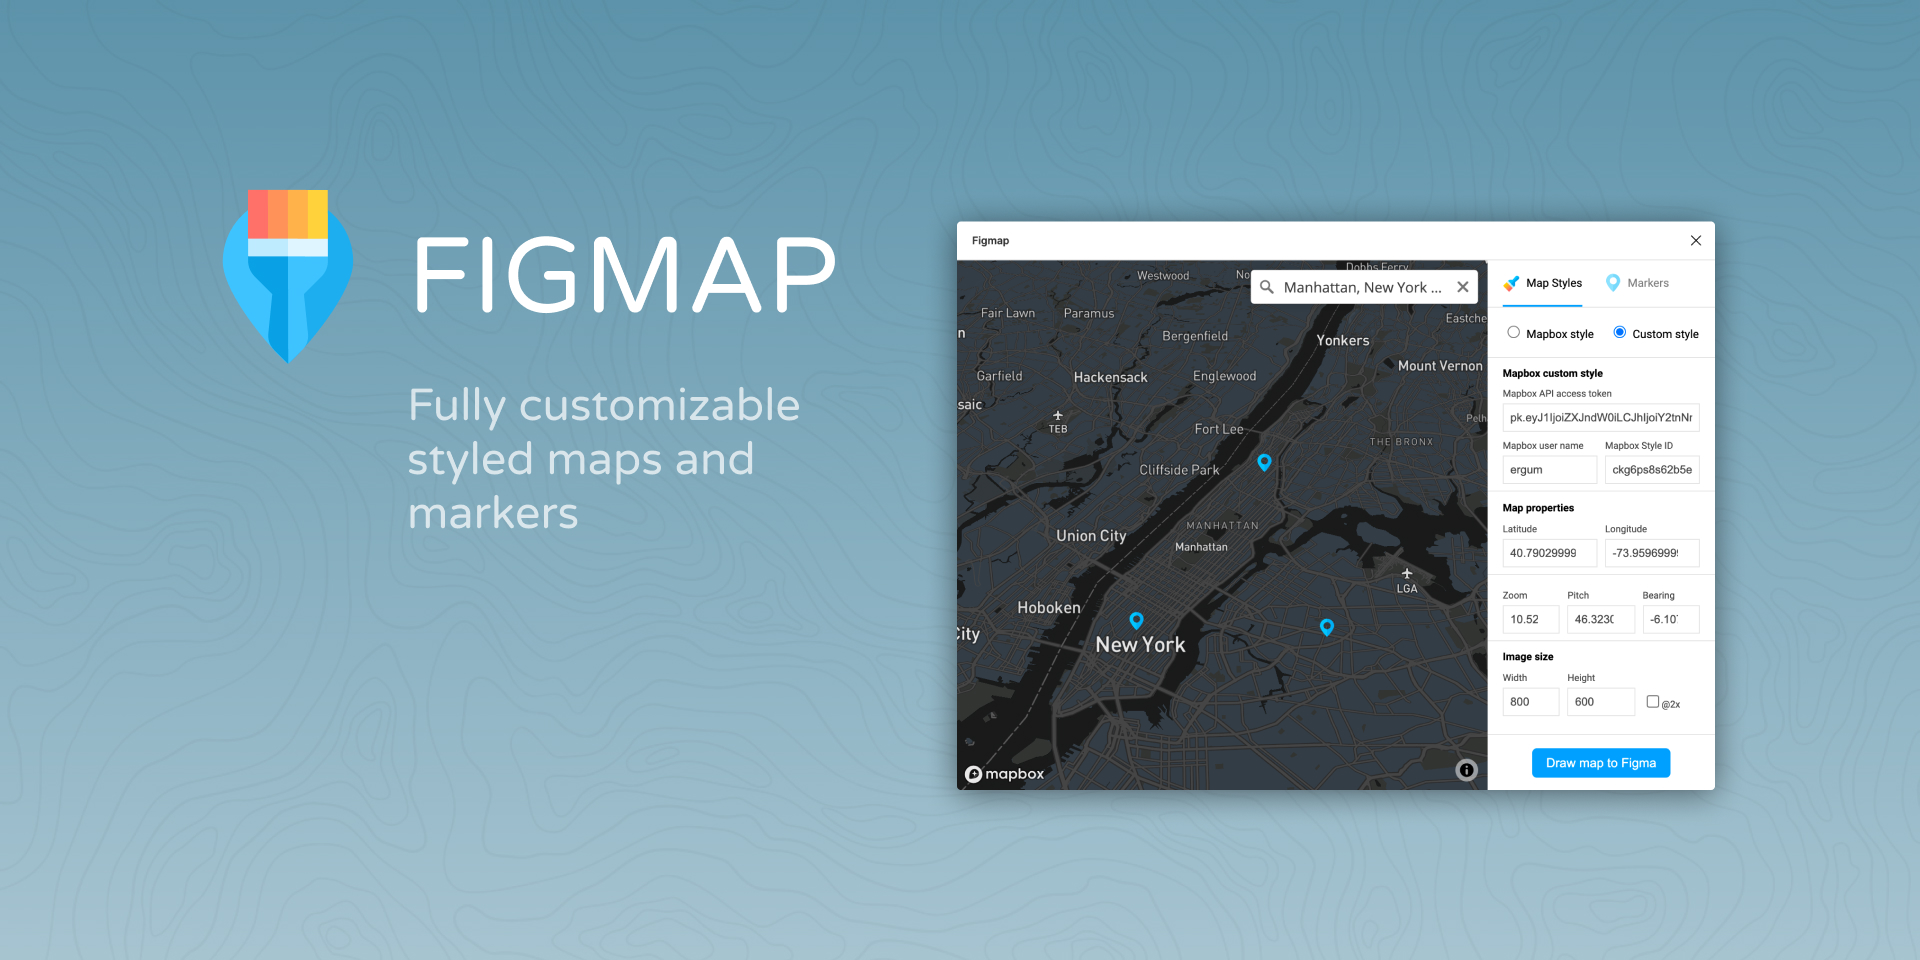 FIGMAP
Fully customizable
styled maps and
markers
Figmap
Westwood
No
Dobbs Ferry
Manhattan, New York ...
Fair Lawn
Paramus
Eastche
n
Bergenfield
Yonkers
Mount Vernon
Garfield
Hackensack
Englewood
saic
TEB
Fort Lee
Pelh
THE BRONX
Cliffside Park
MANHATTAN
Manhattan
Union City
LGA
Hoboken
City
New York
mapbox
Map Styles
Markers
Mapbox style
Custom style
Mapbox custom style
Mapbox API access token
Mapbox user name
Mapbox Style ID
ergum
ckg6ps8s62b5e
Map properties
Latitude
Longitude
40.79029999
-73.9596999
Zoom
Pitch
Bearing
10.52
46.323
-6.10
Image size
Width
Height
800
600
@2x
Draw map to Figma